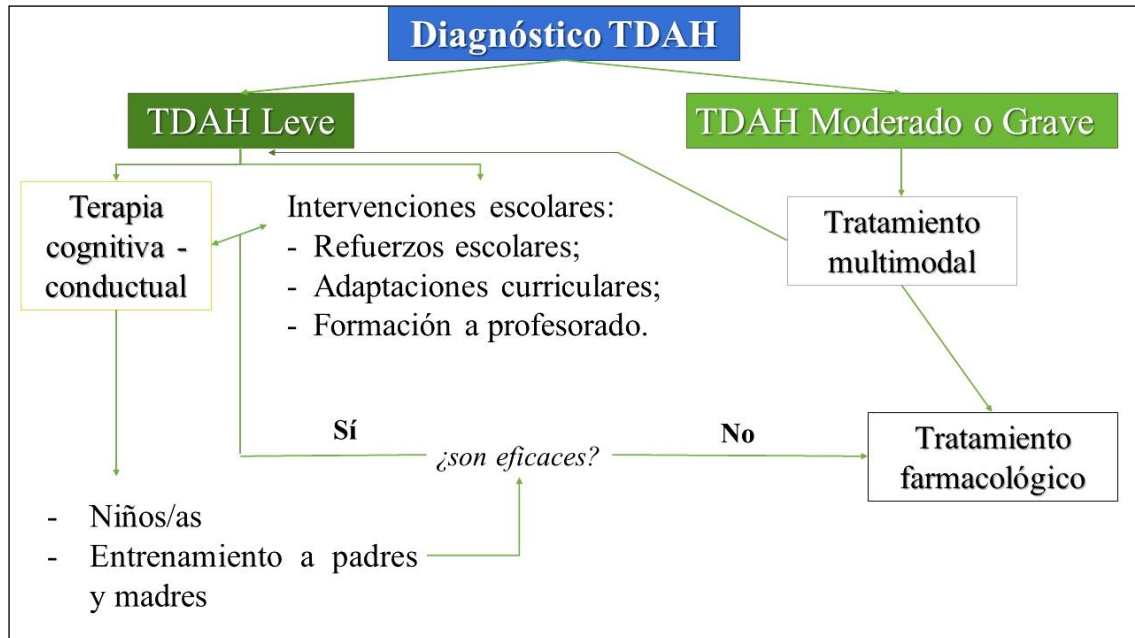 Diagnóstico TDAH
TDAH Leve
TDAH Moderado o Grave
Terapia
cognitiva -
conductual
Intervenciones escolares:
- Refuerzos escolares;
- Adaptaciones curriculares;
- Formación a profesorado.
Tratamiento
multimodal
Sí
¿son eficaces?
No
Tratamiento
farmacológico
- Niños/as
- Entrenamiento a padres
y madres